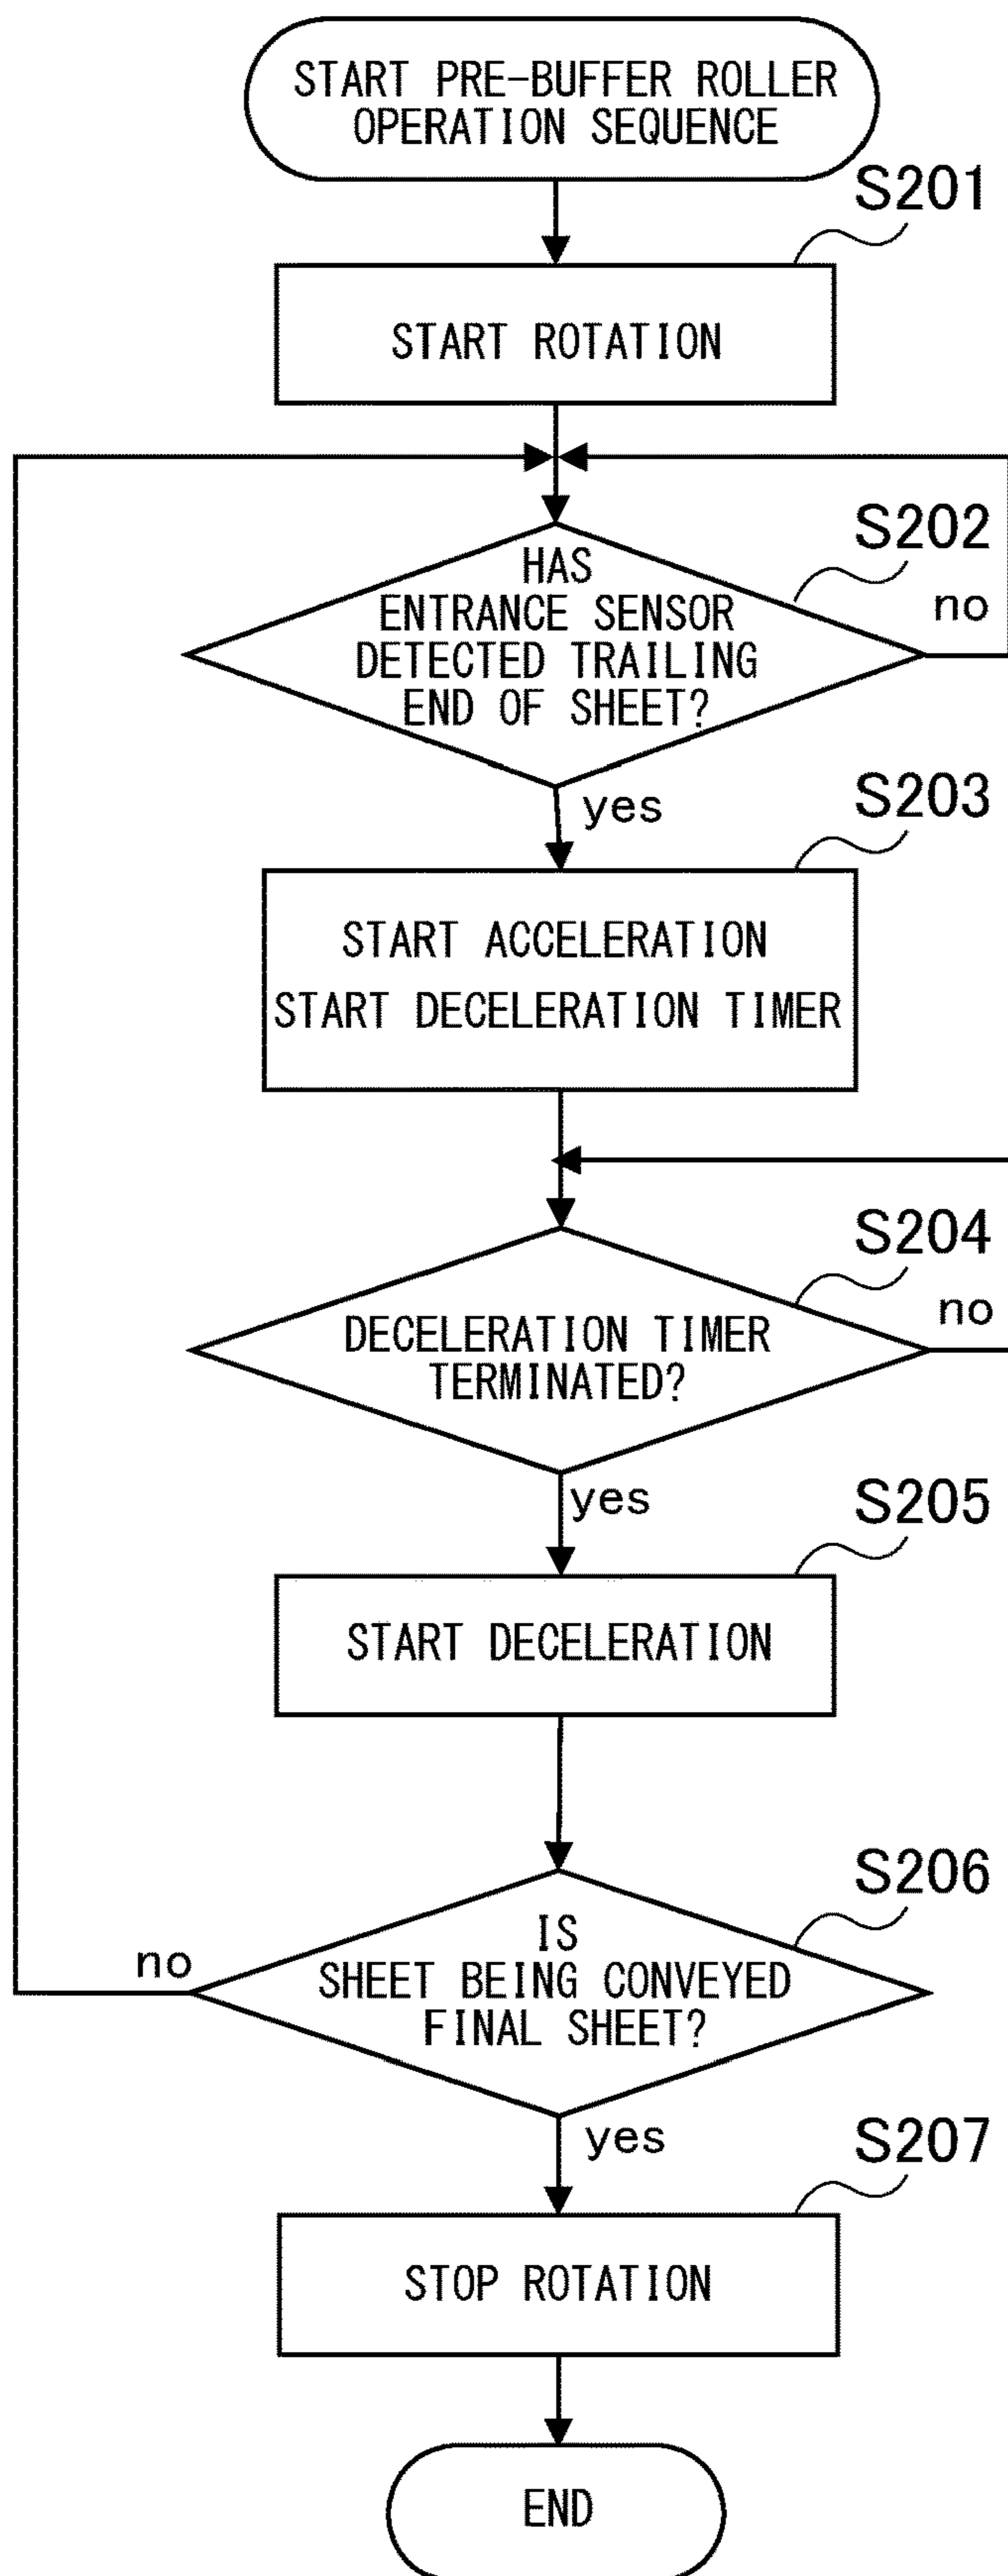 START PRE-BUFFER ROLLER
OPERATION SEQUENCE
S201
START ROTATION
S202
HAS
ENTRANCE SENSOR
DETECTED TRAILING
END OF SHEET?
no
yes
S203
START ACCELERATION
START DECELERATION TIMER
S204
DECELERATION TIMER
TERMINATED?
no
yes
S205
START DECELERATION
S206
IS
SHEET BEING CONVEYED
FINAL SHEET?
no
yes
S207
STOP ROTATION
END